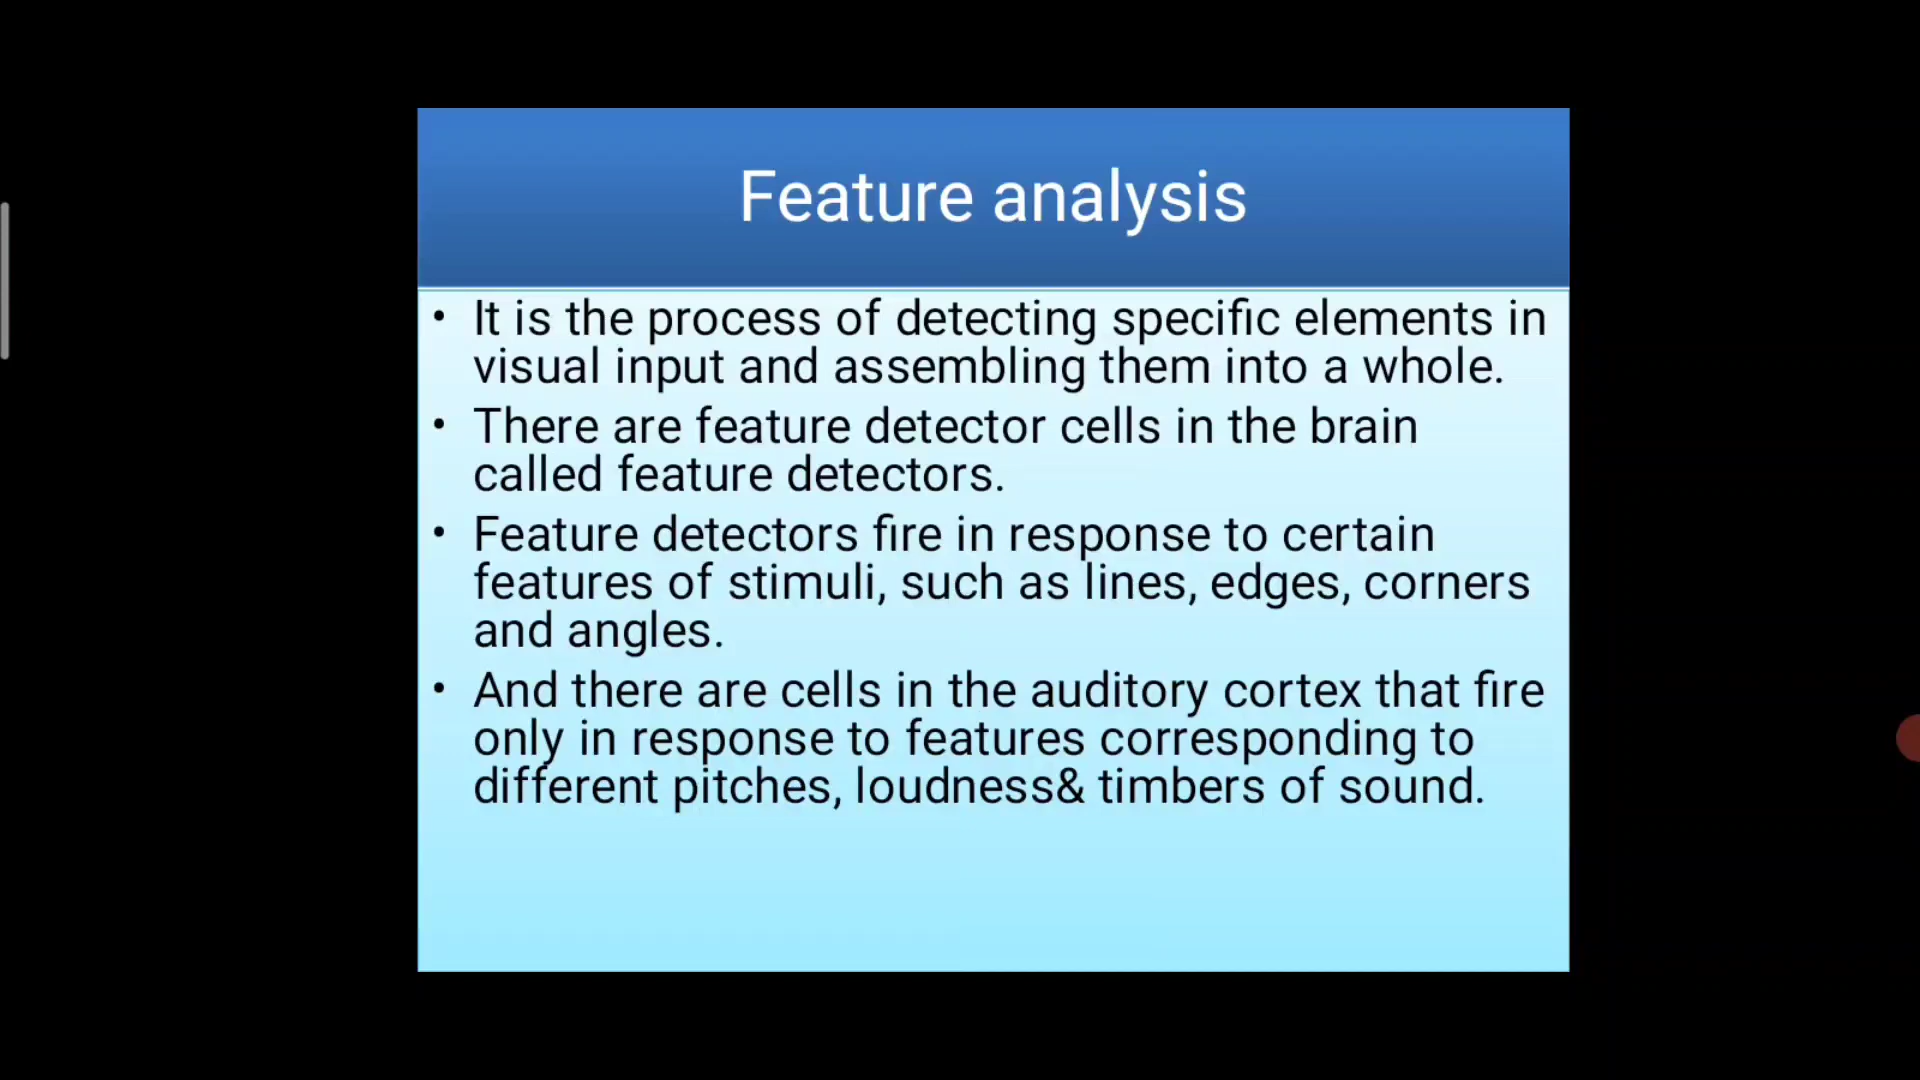 Feature analysis
• It is the process of detecting specific elements in
visual input and assembling them into a whole.
• There are feature detector cells in the brain
called feature detectors.
• Feature detectors fire in response to certain
features of stimuli, such as lines, edges, corners
and angles.
• And there are cells in the auditory cortex that fire
only in response to features corresponding to
different pitches, loudness& timbers of sound.